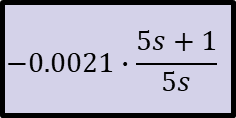 −0.0021 · (5s + 1)/(5s)